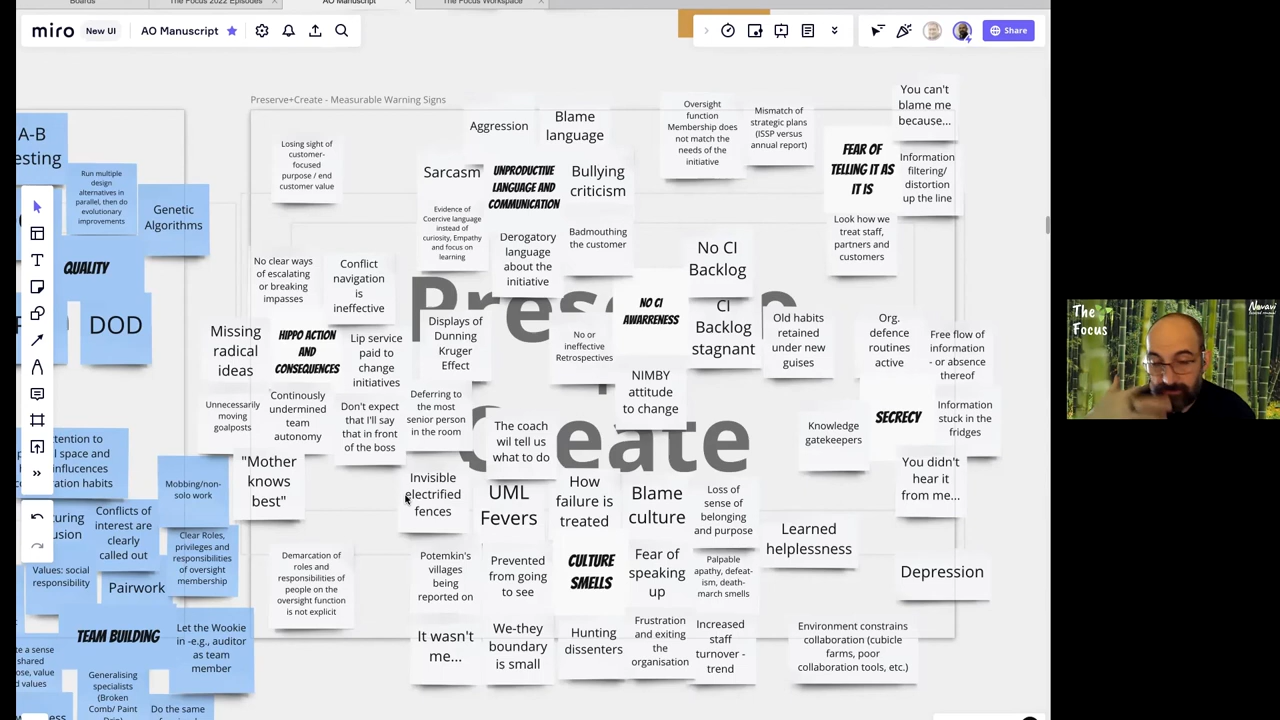 Boards
The Focus 2022 Episodes
AO Manuscript
The Focus Workspace
miro
New UI
AO Manuscript
Share
Preserve+Create - Measurable Warning Signs
A-B
esting
Run multiple
design
alternatives in
parallel, then do
evolutionary
improvements
Genetic
Algorithms
QUALITY
DOD
Losing sight of
customer-
focused
purpose / end
customer value
Aggression
Blame
language
Sarcasm
UNPRODUCTIVE
LANGUAGE AND
COMMUNICATION
Bullying
criticism
Evidence of
Coercive language
instead of
curiosity, Empathy
and focus on
learning
Derogatory
language
about the
initiative
Badmouthing
the customer
Oversight
function
Membership does
not match the
needs of the
initiative
Mismatch of
strategic plans
(ISSP versus
annual report)
You can't
blame me
because...
FEAR OF
TELLING IT AS
IT IS
Information
filtering/
distortion
up the line
Look how we
treat staff,
partners and
customers
No clear ways
of escalating
or breaking
impasses
Conflict
navigation
is
ineffective
No CI
Backlog
NO CI
AWARENESS
CI
Backlog
stagnant
Missing
radical
ideas
HIPPO ACTION
AND
CONSEQUENCES
Lip service
paid to
change
initiatives
Displays of
Dunning
Kruger
Effect
No or
ineffective
Retrospectives
Old habits
retained
under new
guises
Org.
defence
routines
active
Free flow of
information
- or absence
thereof
Unnecessarily
moving
goalposts
Continously
undermined
team
autonomy
Don't expect
that I'll say
that in front
of the boss
Deferring to
the most
senior person
in the room
NIMBY
attitude
to change
Knowledge
gatekeepers
SECRECY
Information
stuck in the
fridges
The coach
wil tell us
what to do
Create
"Mother
knows
best"
Invisible
electrified
fences
UML
Fevers
How
failure is
treated
Blame
culture
Loss of
sense of
belonging
and purpose
You didn't
hear it
from me...
Learned
helplessness
Demarcation of
roles and
responsibilities
of people on the
oversight function
is not explicit
Potemkin's
villages
being
reported on
Prevented
from going
to see
CULTURE
SMELLS
Fear of
speaking
up
Palpable
apathy, defeat-
ism, death-
march smells
Depression
It wasn't
me...
We-they
boundary
is small
Hunting
dissenters
Frustration
and exiting
the
organisation
Increased
staff
turnover -
trend
Environment constrains
collaboration (cubicle
farms, poor
collaboration tools, etc.)
Mobbing/non-
solo work
Conflicts of
interest are
clearly
called out
Clear Roles,
privileges and
responsibilities
of oversight
membership
Values: social
responsibility
Pairwork
TEAM BUILDING
Let the Wookie
in -e.g., auditor
as team
member
Generalising
specialists
(Broken
Comb/ Paint
Do the same
The
Focus